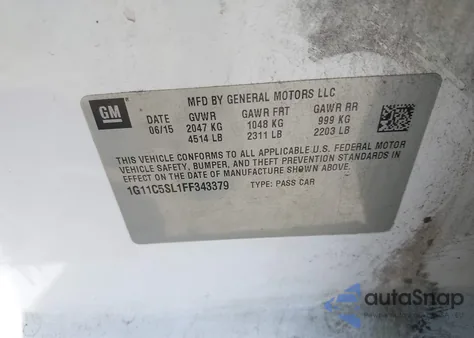 GM
MFD BY GENERAL MOTORS LLC
DATE GVWR GAWR FRT GAWR RR
06/15 2047 KG 1048 KG 999 KG
4514 LB 2311 LB 2203 LB
THIS VEHICLE CONFORMS TO ALL APPLICABLE U.S. FEDERAL MOTOR
VEHICLE SAFETY, BUMPER, AND THEFT PREVENTION STANDARDS IN
EFFECT ON THE DATE OF MANUFACTURE SHOWN ABOVE.
1G11C5SL1FF343379 TYPE: PASS CAR
autoSnap